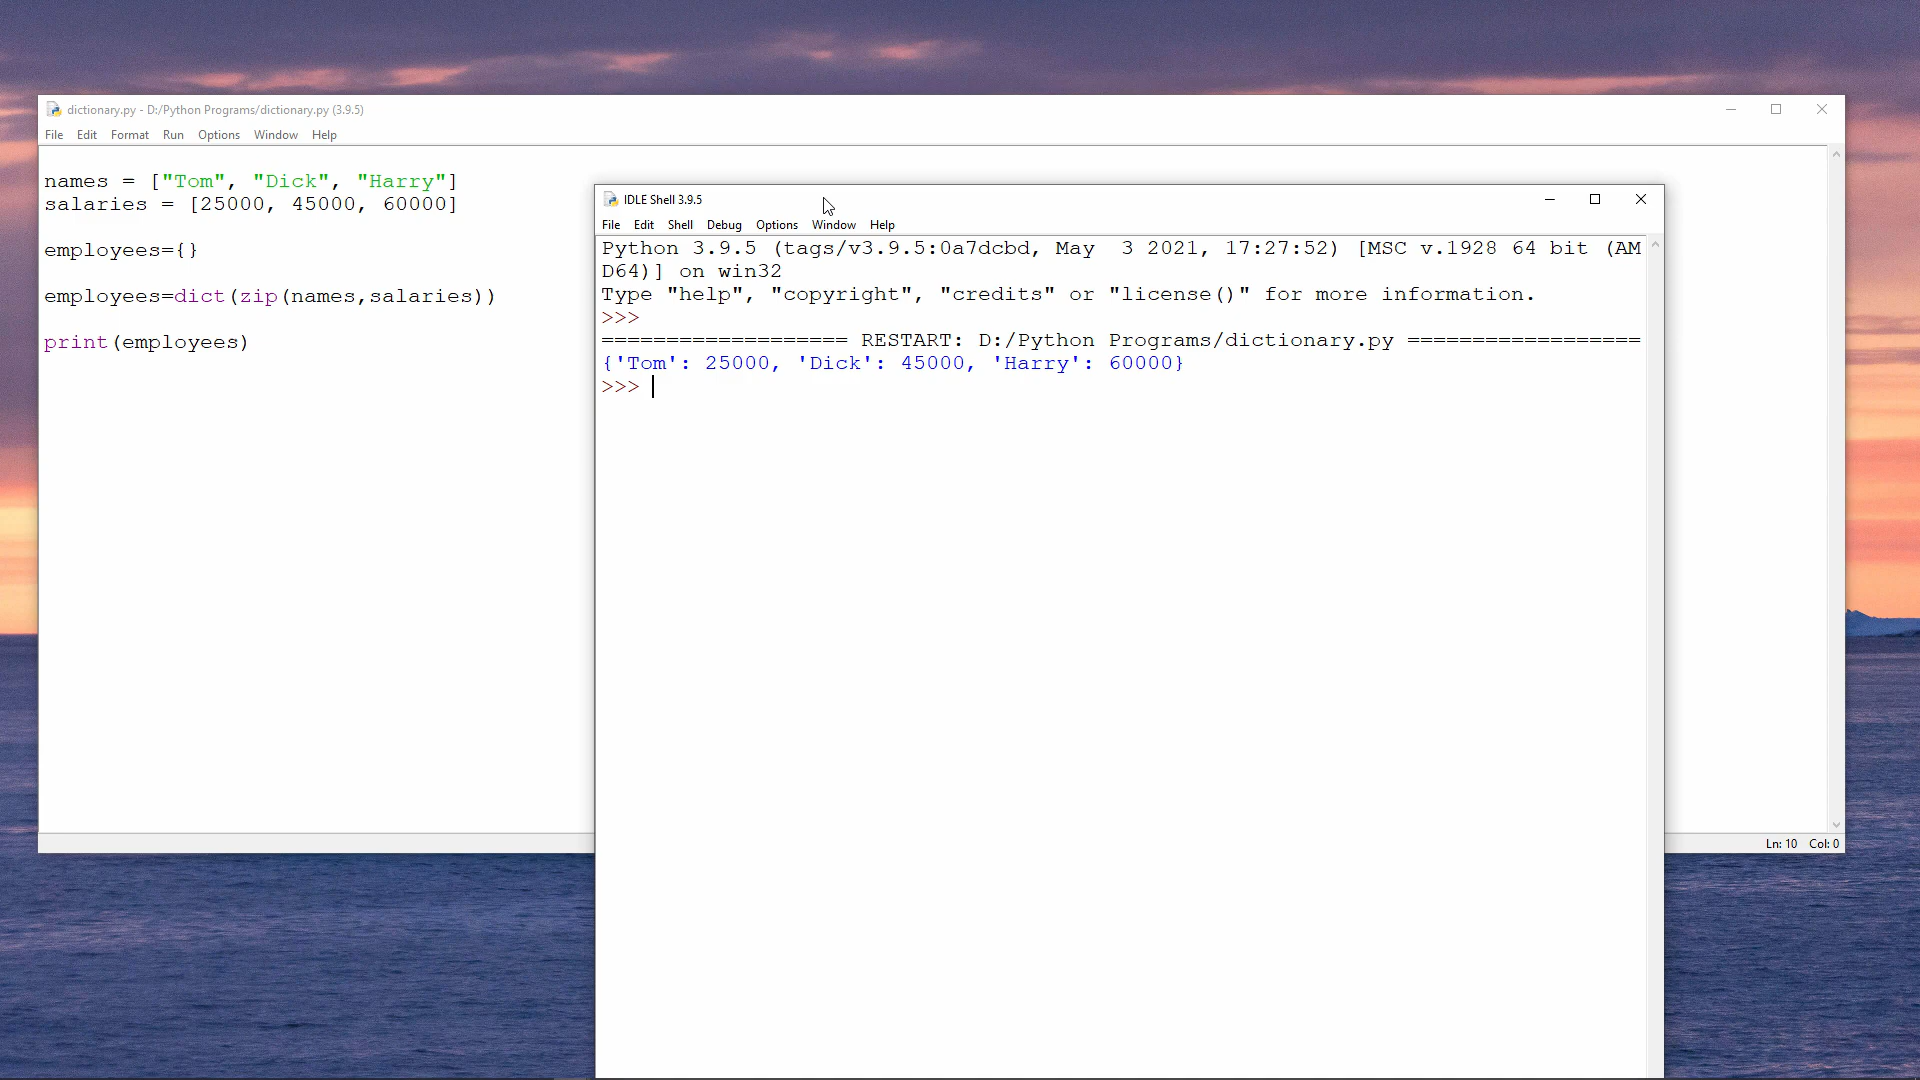 dictionary.py - D:/Python Programs/dictionary.py (3.9.5)
File Edit Format Run Options Window Help
names = ["Tom", "Dick", "Harry"]
salaries = [25000, 45000, 60000]
employees={}
employees=dict(zip(names,salaries))
print(employees)
IDLE Shell 3.9.5
File Edit Shell Debug Options Window Help
Python 3.9.5 (tags/v3.9.5:0a7dcbd, May  3 2021, 17:27:52) [MSC v.1928 64 bit (AM
D64)] on win32
Type "help", "copyright", "credits" or "license()" for more information.
>>>
=================== RESTART: D:/Python Programs/dictionary.py ==================
{'Tom': 25000, 'Dick': 45000, 'Harry': 60000}
>>>
Ln: 10 Col: 0